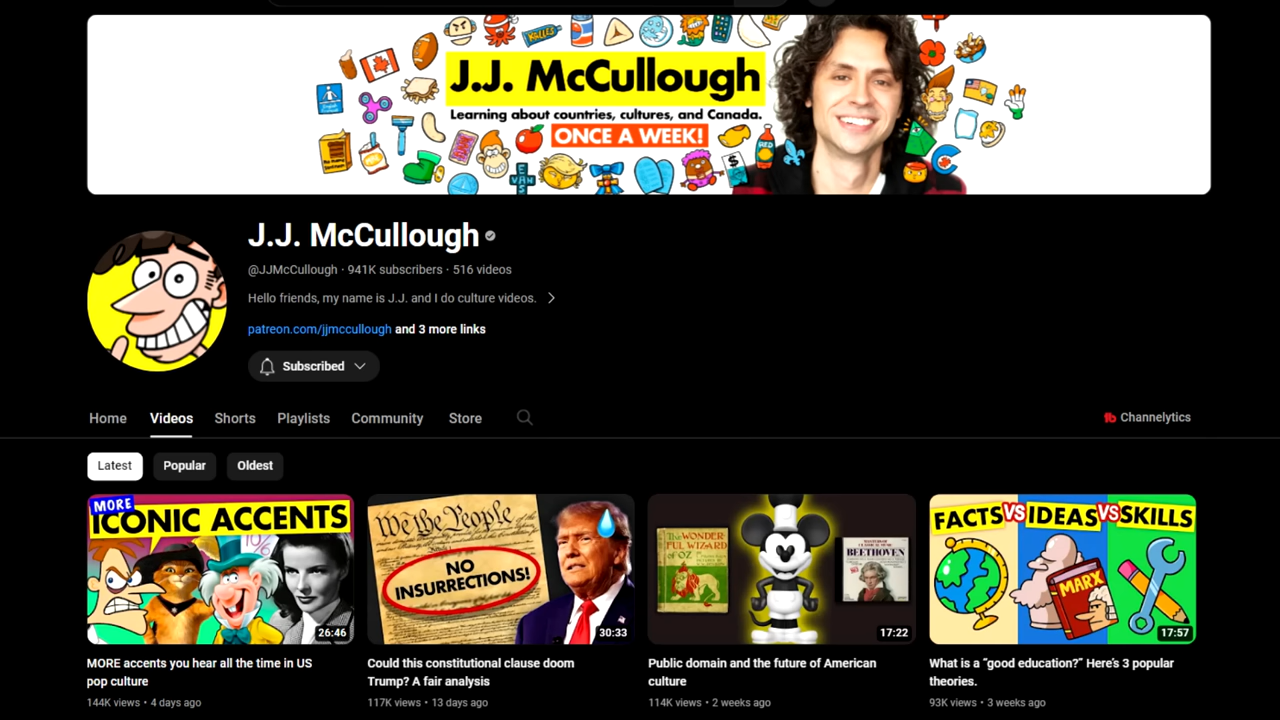 J.J. McCullough
Learning about countries, cultures, and Canada.
ONCE A WEEK!
J.J. McCullough
@JJMcCullough · 941K subscribers · 516 videos
Hello friends, my name is J.J. and I do culture videos.
patreon.com/jjmccullough and 3 more links
Subscribed
Home Videos Shorts Playlists Community Store
Channelytics
Latest Popular Oldest
MORE
ICONIC ACCENTS
26:46
We the People
NO
INSURRECTIONS!
30:33
The WONDER-
FUL WIZARD
OF OZ
BEETHOVEN
17:22
FACTS VS IDEAS VS SKILLS
MARX
17:57
MORE accents you hear all the time in US
pop culture
144K views • 4 days ago
Could this constitutional clause doom
Trump? A fair analysis
117K views • 13 days ago
Public domain and the future of American
culture
114K views • 2 weeks ago
What is a “good education?” Here’s 3 popular
theories.
93K views • 3 weeks ago